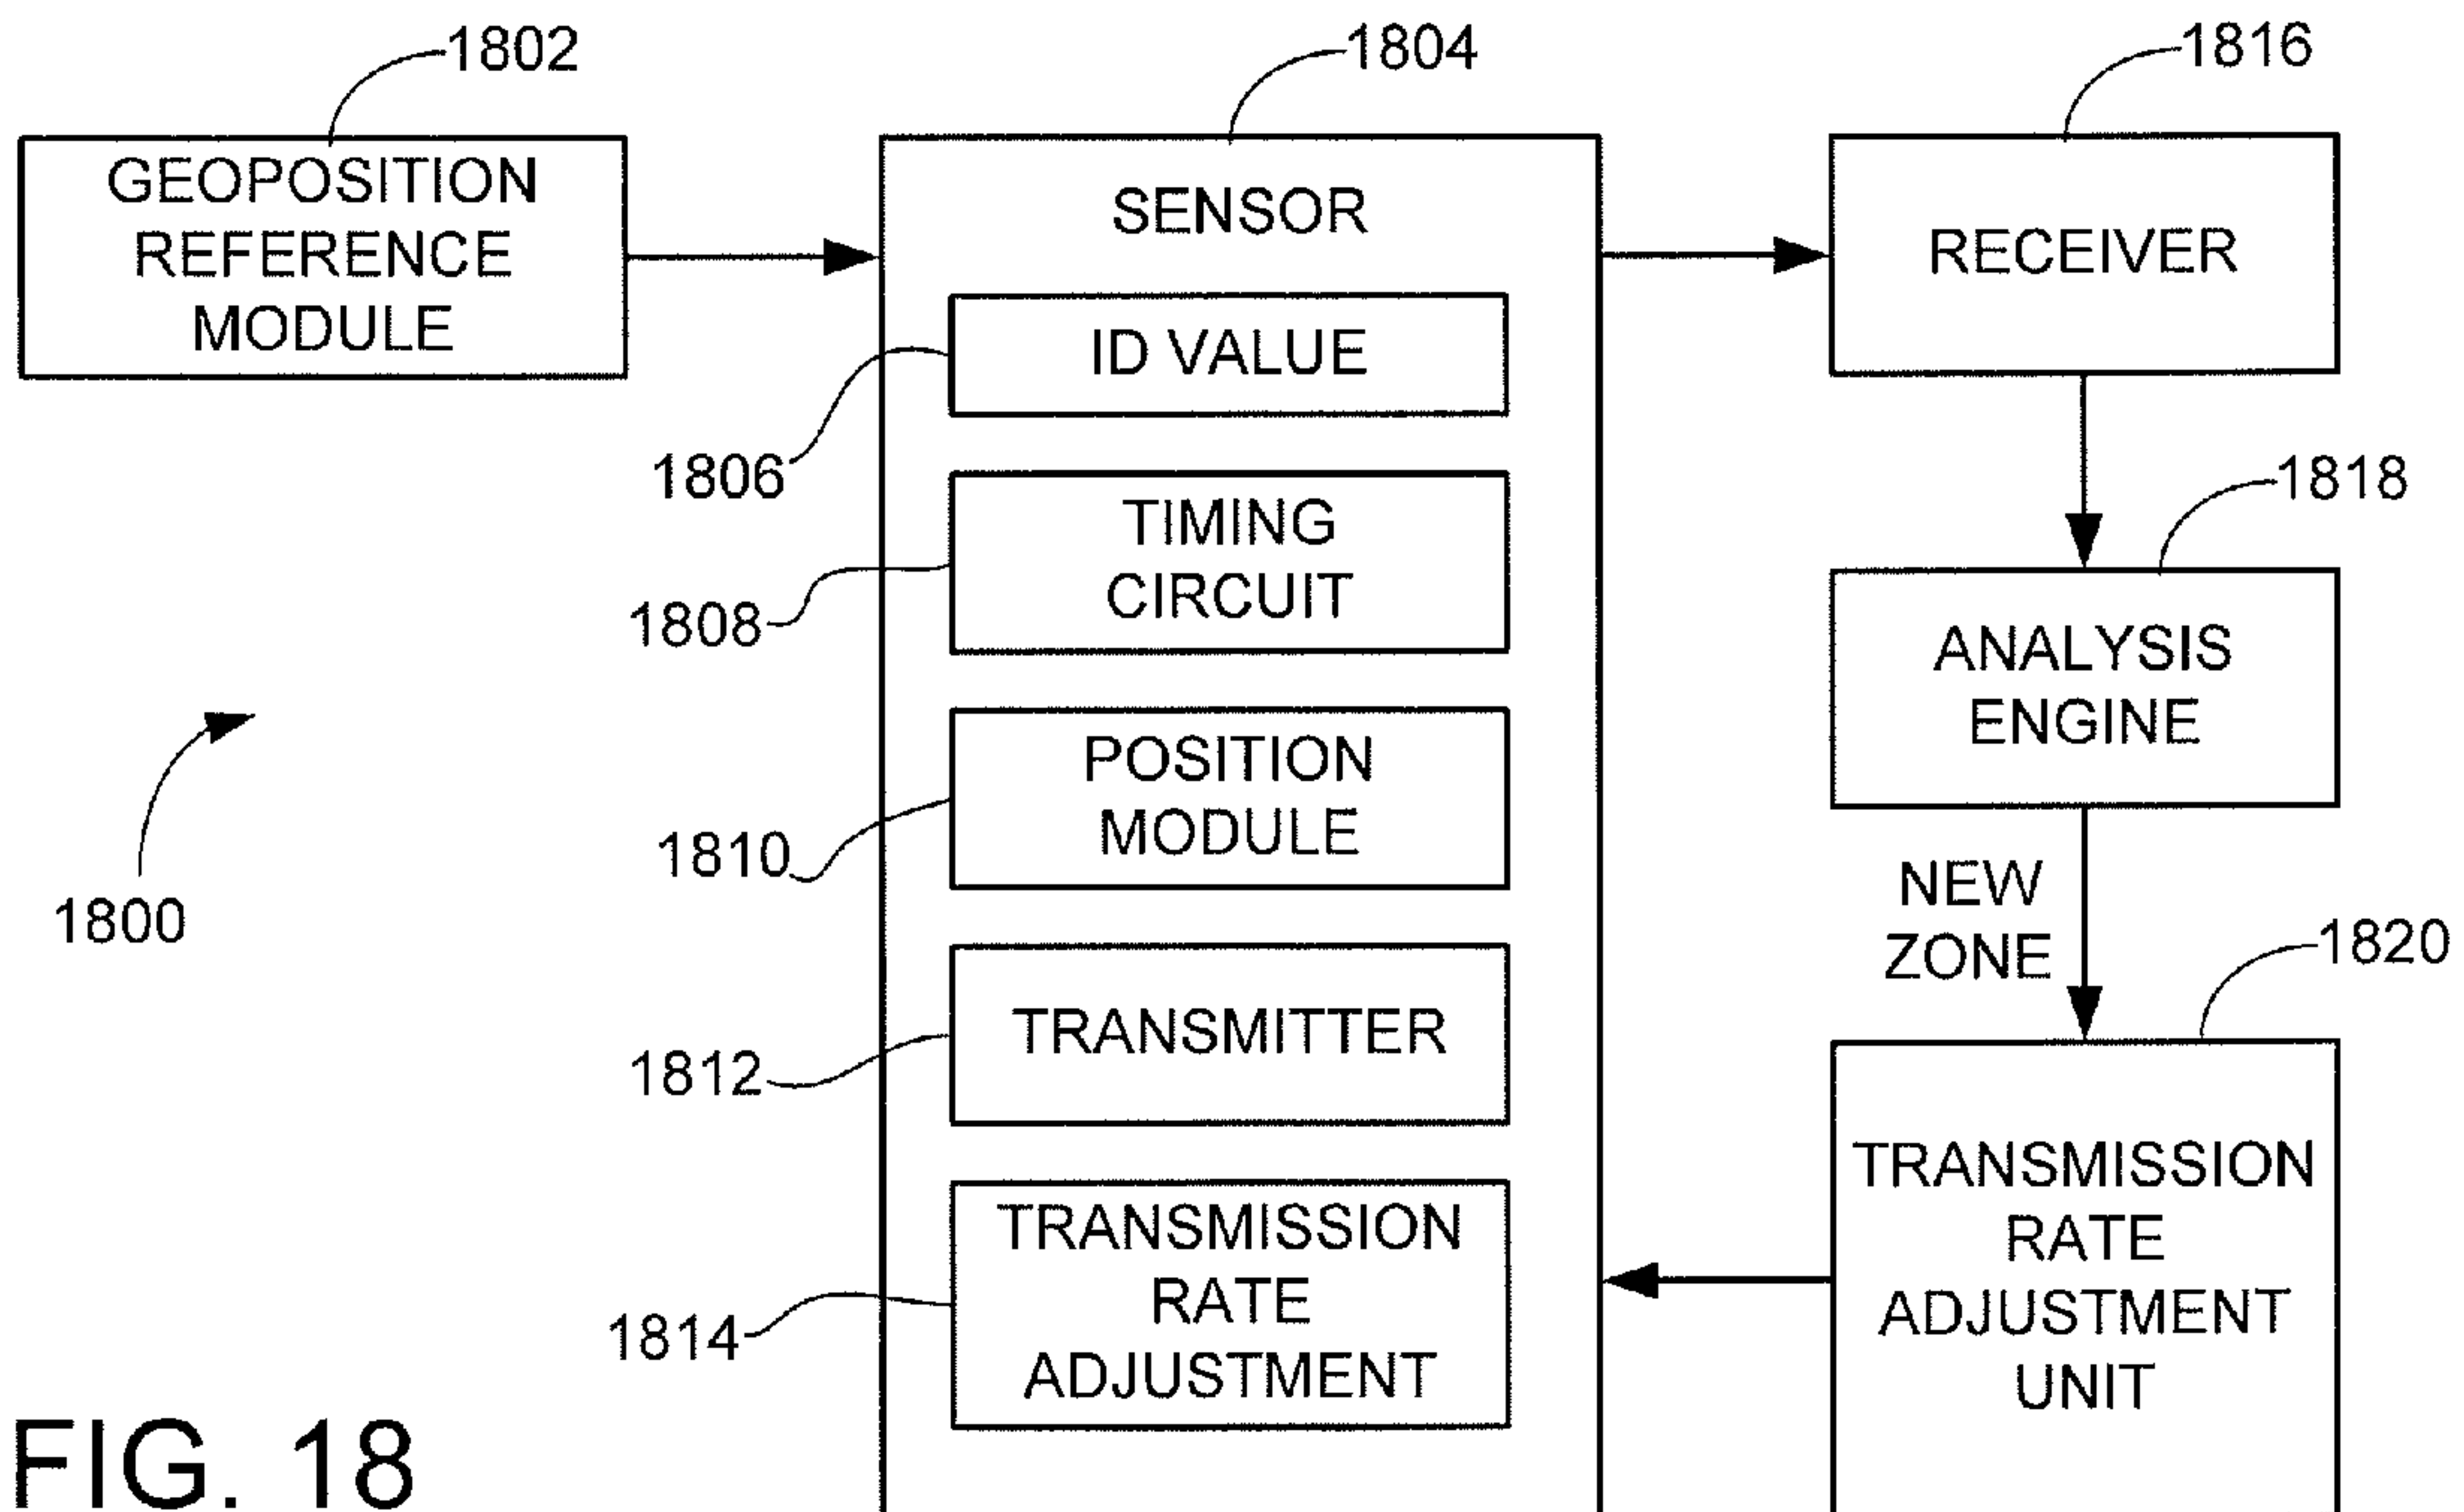 1802
1804
1816
GEOPOSITION
REFERENCE
MODULE
SENSOR
RECEIVER
ID VALUE
1806
TIMING
CIRCUIT
1808
1818
ANALYSIS
ENGINE
POSITION
MODULE
1810
1800
NEW
ZONE
1820
TRANSMITTER
1812
TRANSMISSION
RATE
ADJUSTMENT
1814
TRANSMISSION
RATE
ADJUSTMENT
UNIT
FIG. 18